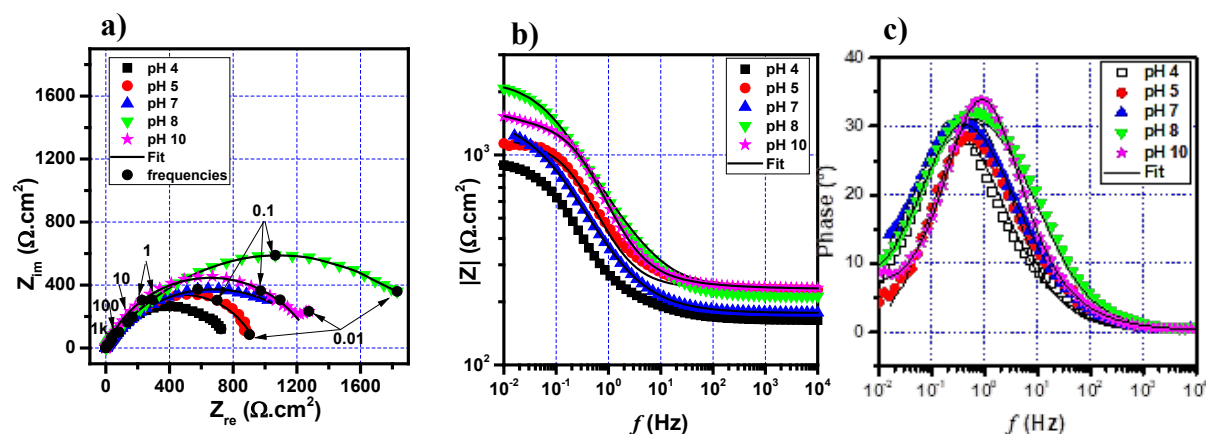 a)
Z_im (Ω.cm²)
1600
1200
800
400
0
pH 4
pH 5
pH 7
pH 8
pH 10
Fit
frequencies
0.1
1
10
100
1k
0.01
0 400 800 1200 1600
Z_re (Ω.cm²)
b)
|Z| (Ω.cm²)
10³
10²
pH 4
pH 5
pH 7
pH 8
pH 10
Fit
10⁻² 10⁻¹ 10⁰ 10¹ 10² 10³ 10⁴
f (Hz)
c)
Phase (°)
40
30
20
10
0
pH 4
pH 5
pH 7
pH 8
pH 10
Fit
10⁻² 10⁻¹ 10⁰ 10¹ 10² 10³ 10⁴
f (Hz)